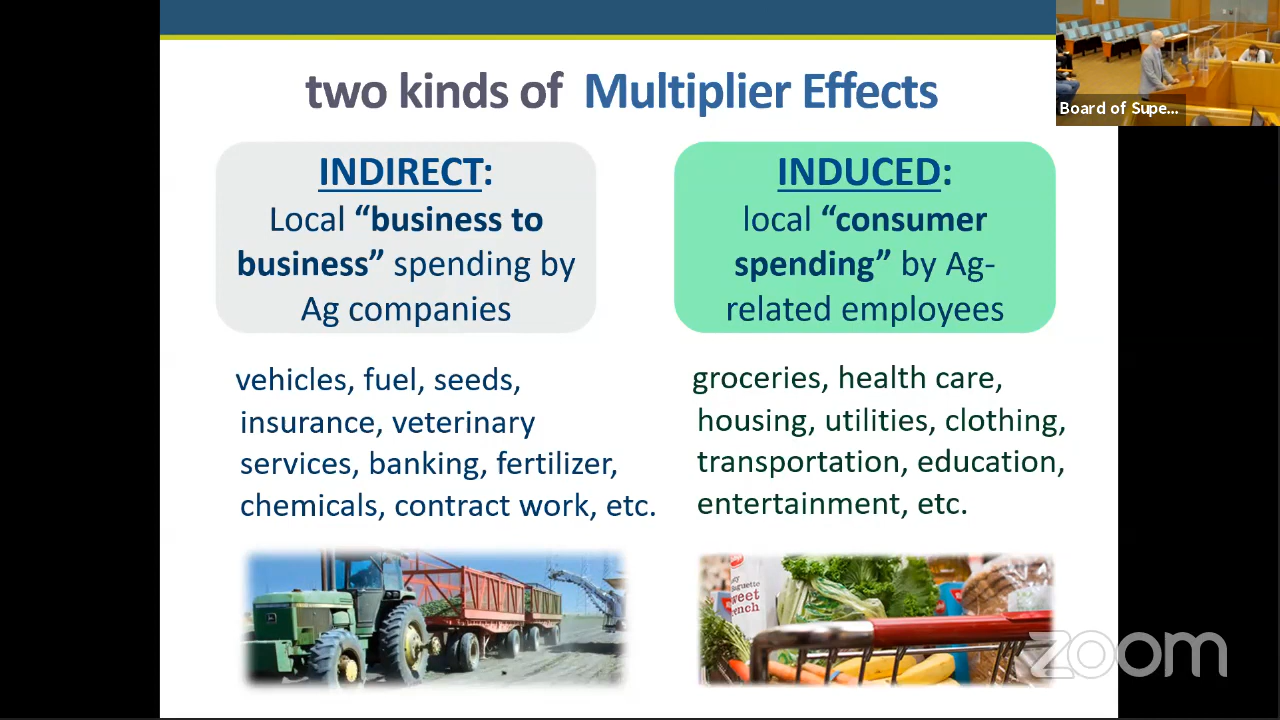 two kinds of Multiplier Effects
Board of Supe...
INDIRECT:
Local “business to
business” spending by
Ag companies
INDUCED:
local “consumer
spending” by Ag-
related employees
vehicles, fuel, seeds,
insurance, veterinary
services, banking, fertilizer,
chemicals, contract work, etc.
groceries, health care,
housing, utilities, clothing,
transportation, education,
entertainment, etc.
zoom